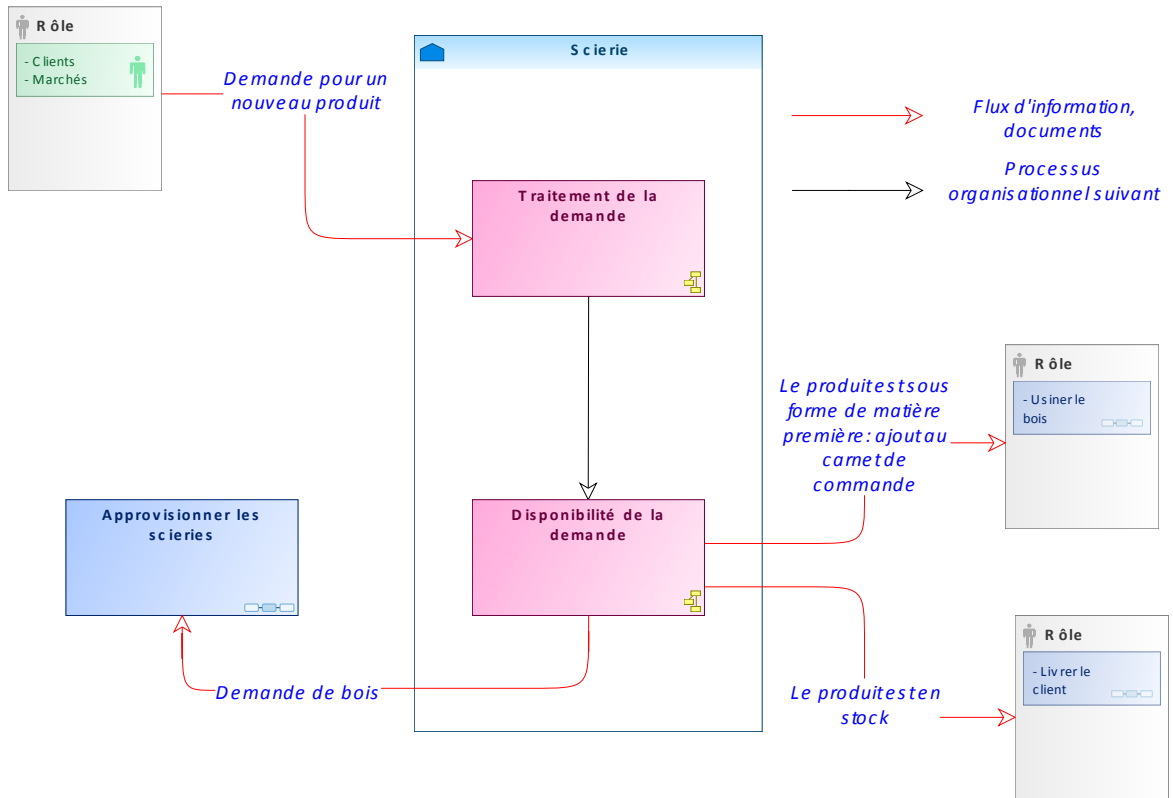 Rôle
- Clients
- Marchés
Demande pour un
nouveau produit
Scierie
Flux d'information,
documents
Processus
organisationnel suivant
Traitement de la
demande
Le produit est sous
forme de matière
première: ajout au
carnet de
commande
Rôle
- Usiner le
bois
Approvisionner les
scieries
Disponibilité de la
demande
Demande de bois
Le produit est en
stock
Rôle
- Livrer le
client